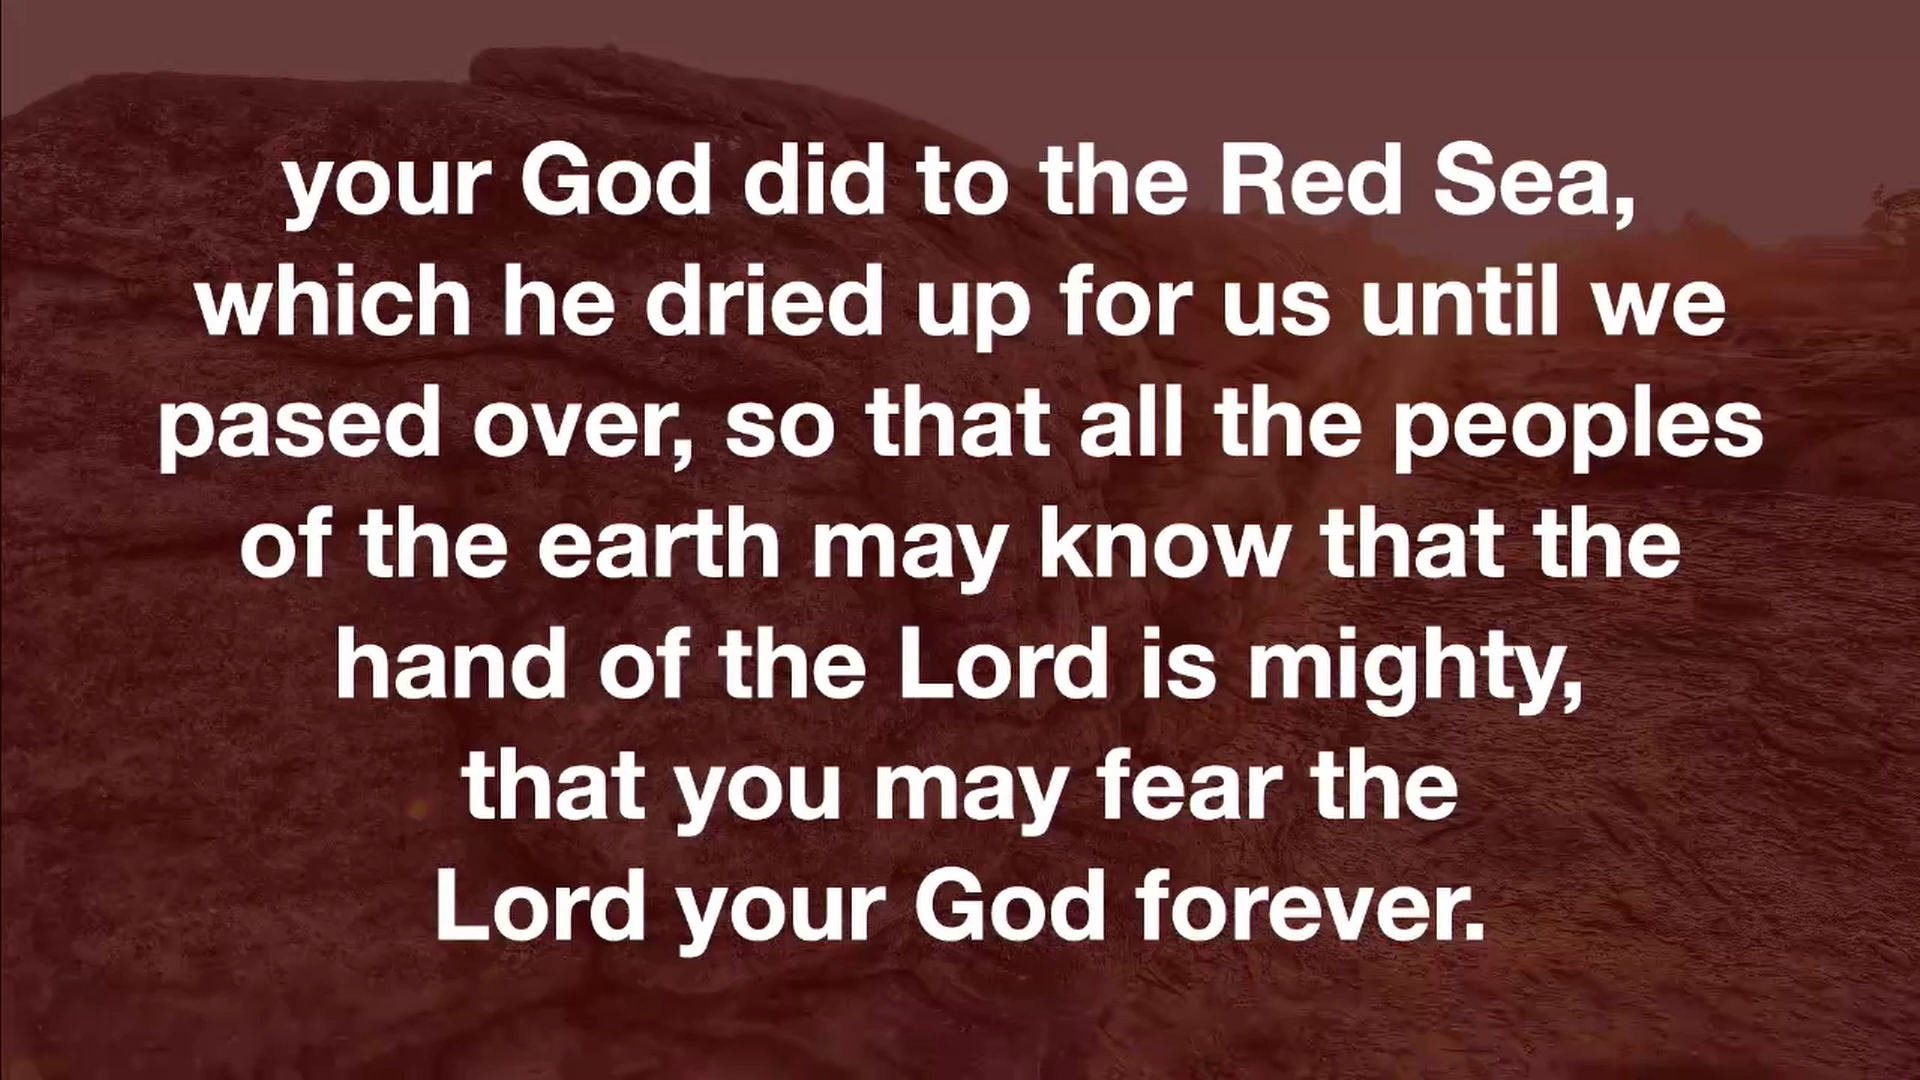 your God did to the Red Sea,
which he dried up for us until we
pased over, so that all the peoples
of the earth may know that the
hand of the Lord is mighty,
that you may fear the
Lord your God forever.